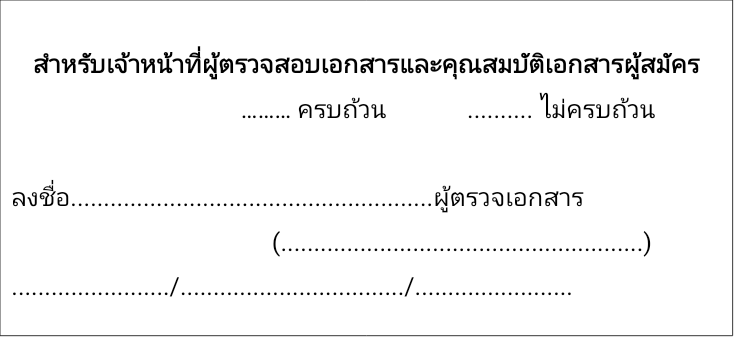 สำหรับเจ้าหน้าที่ผู้ตรวจสอบเอกสารและคุณสมบัติเอกสารผู้สมัคร
......... ครบถ้วน .......... ไม่ครบถ้วน
ลงชื่อ.......................................................ผู้ตรวจเอกสาร
(.......................................................)
......................../................................../........................